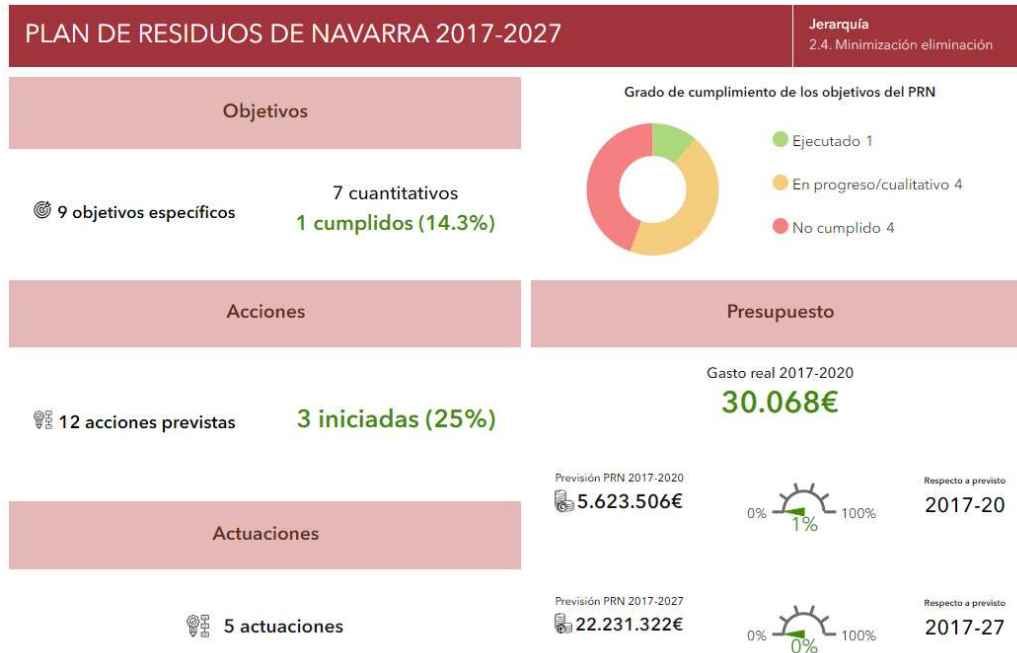 PLAN DE RESIDUOS DE NAVARRA 2017-2027
Jerarquía
2.4. Minimización eliminación
Objetivos
9 objetivos específicos
7 cuantitativos
1 cumplidos (14.3%)
Grado de cumplimiento de los objetivos del PRN
Ejecutado 1
En progreso/cualitativo 4
No cumplido 4
Acciones
12 acciones previstas
3 iniciadas (25%)
Presupuesto
Gasto real 2017-2020
30.068€
Previsión PRN 2017-2020
5.623.506€
0%
1%
100%
Respecto a previsto
2017-20
Actuaciones
5 actuaciones
Previsión PRN 2017-2027
22.231.322€
0%
0%
100%
Respecto a previsto
2017-27